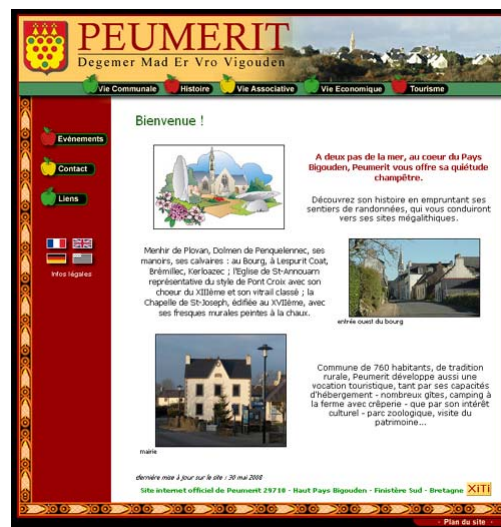 PEUMERIT
Degemer Mad Er Vro Vigouden
Vie Communale
Histoire
Vie Associative
Vie Economique
Tourisme
Evénements
Contact
Liens
Infos légales
Bienvenue !
A deux pas de la mer, au coeur du Pays
Bigouden, Peumerit vous offre sa quiétude
champêtre.
Découvrez son histoire en empruntant ses
sentiers de randonnées, qui vous conduiront
vers ses sites mégalithiques.
Menhir de Plovan, Dolmen de Penquelennec, ses
manoirs, ses calvaires : au Bourg, à Lespurit Coat,
Brémillec, Kerloazec ; l'Eglise de St-Annouarn
représentative du style de Pont Croix avec son
choeur du XIIIème et son vitrail classé ; la
Chapelle de St-Joseph, édifiée au XVIIème, avec
ses fresques murales peintes à la chaux.
entrée ouest du bourg
Commune de 760 habitants, de tradition
rurale, Peumerit développe aussi une
vocation touristique, tant par ses capacités
d'hébergement - nombreux gîtes, camping à
la ferme avec crêperie - que par son intérêt
culturel - parc zoologique, visite du
patrimoine...
mairie
dernière mise à jour sur le site : 30 mai 2008
Site internet officiel de Peumerit 29710 - Haut Pays Bigouden - Finistère Sud - Bretagne XiTi
- Plan du site -